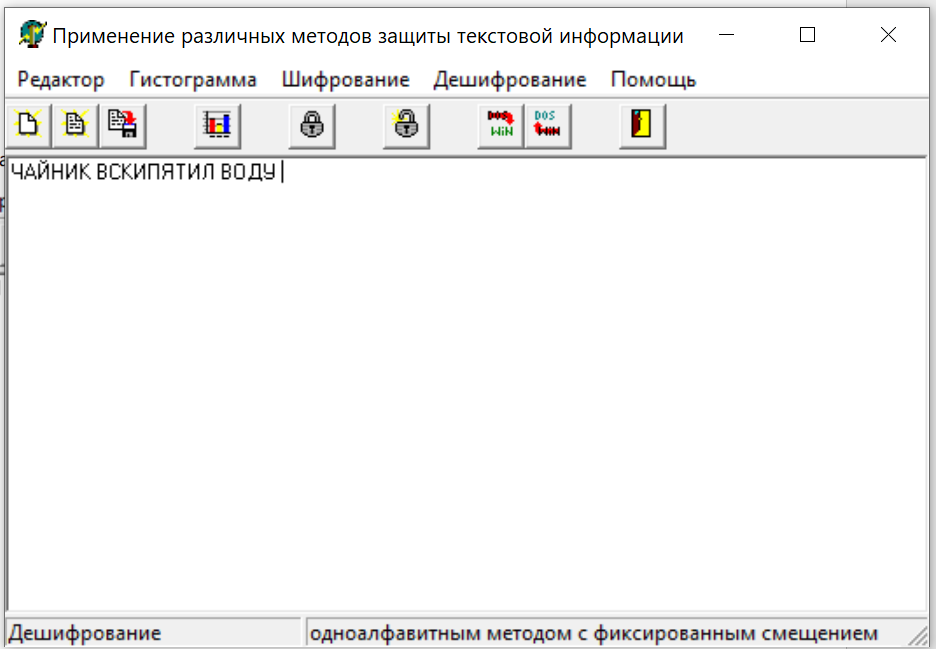 Применение различных методов защиты текстовой информации
Редактор Гистограмма Шифрование Дешифрование Помощь
DOS WIN DOS WIN
ЧАЙНИК ВСКИПЯТИЛ ВОДУ
Дешифрование одноалфавитным методом с фиксированным смещением